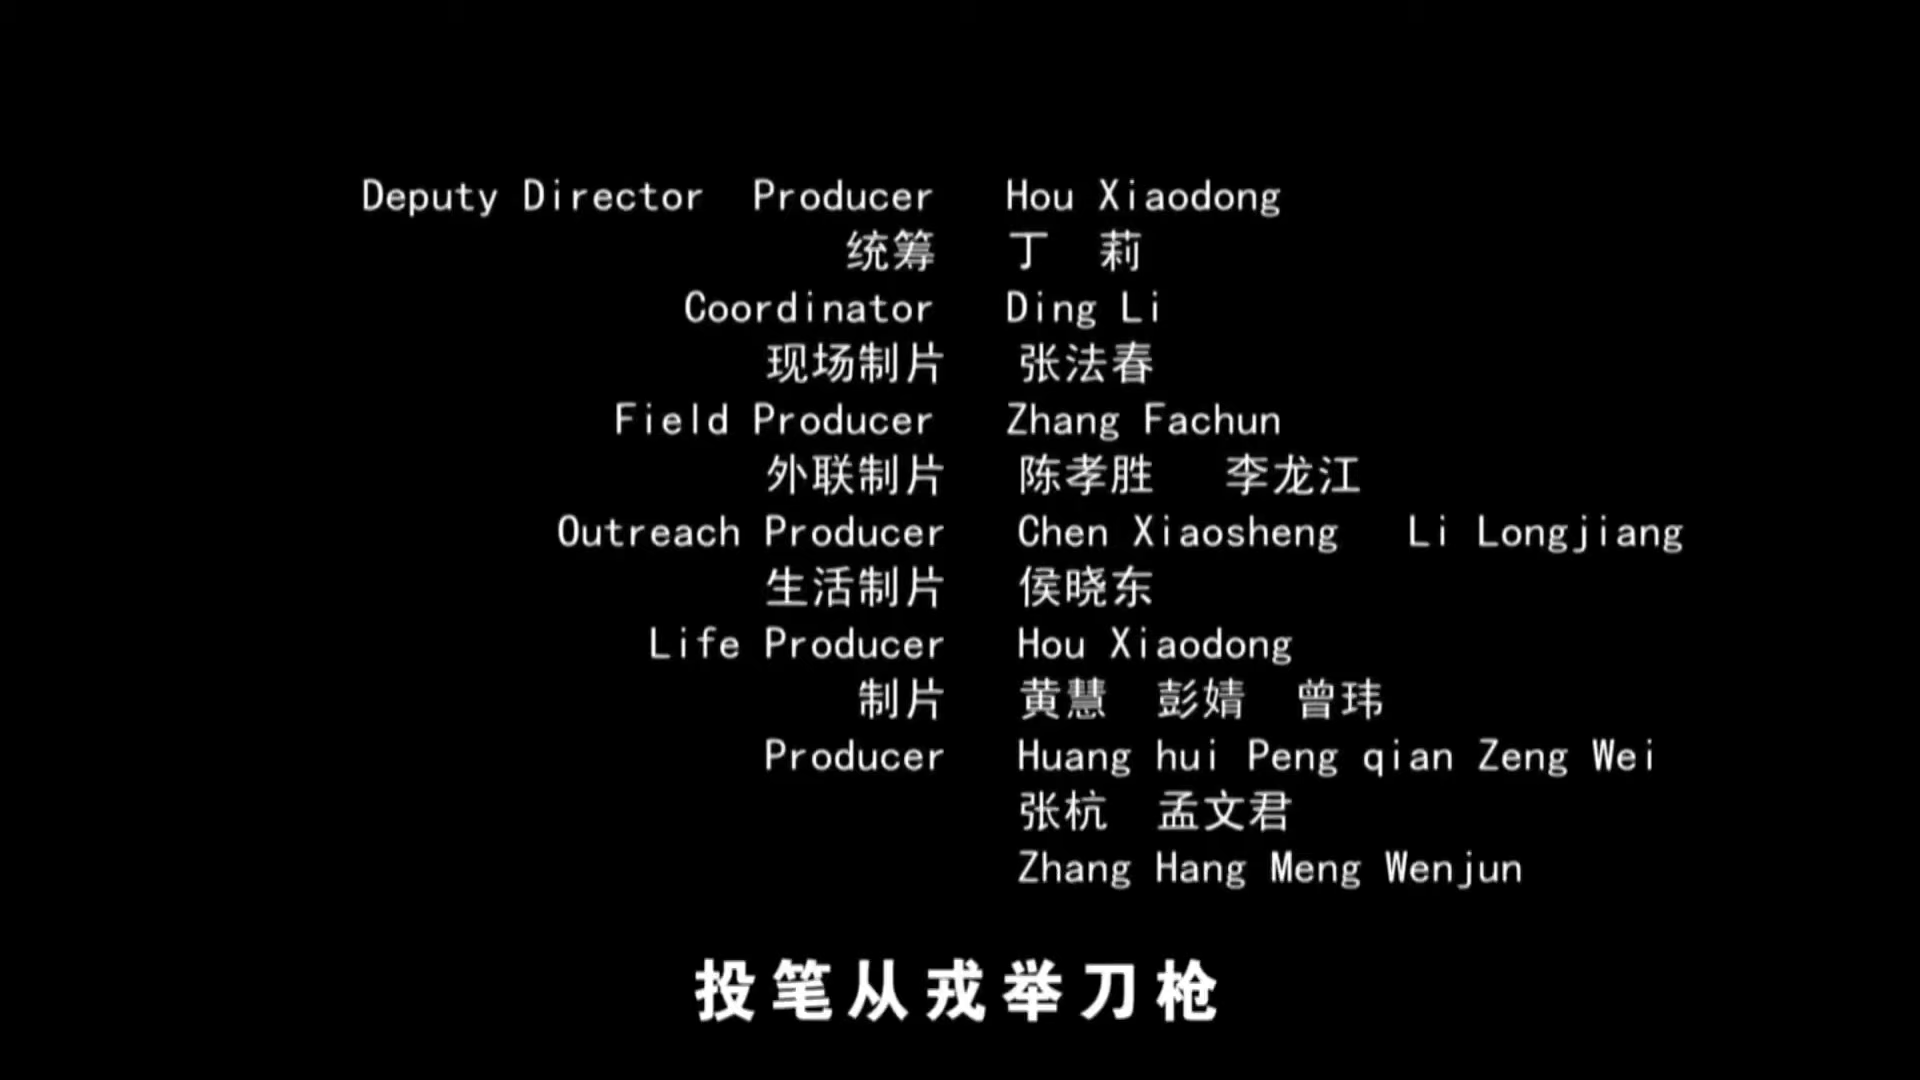 Deputy Director  Producer   Hou Xiaodong
统筹   丁  莉
Coordinator   Ding Li
现场制片   张法春
Field Producer   Zhang Fachun
外联制片   陈孝胜   李龙江
Outreach Producer   Chen Xiaosheng   Li Longjiang
生活制片   侯晓东
Life Producer   Hou Xiaodong
制片   黄慧  彭婧  曾玮
Producer   Huang hui Peng qian Zeng Wei
张杭  孟文君
Zhang Hang Meng Wenjun
投笔从戎举刀枪